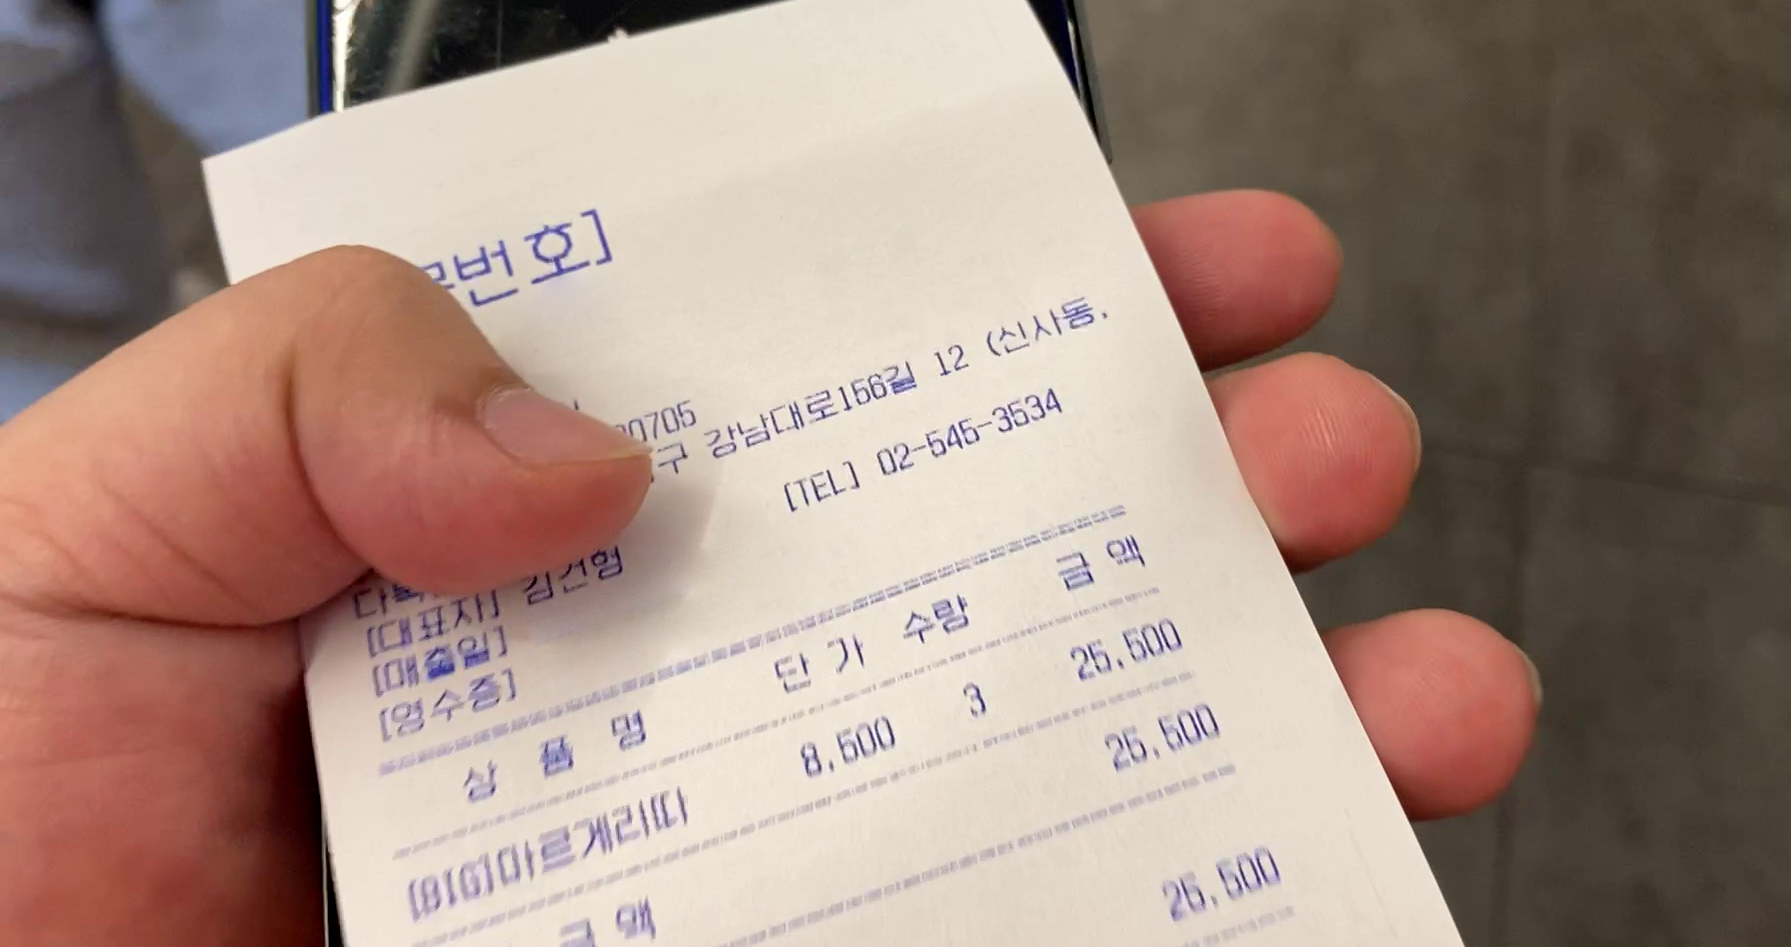 번호]
0705
구 강남대로156길 12 (신사동,
[TEL] 02-545-3534
[대표자] 김건형
[매출일]
[영수증]
상 품 명 단 가 수량 금 액
[BIG]마르게리따 8,500 3 25,500
25,500
금 액 25,500